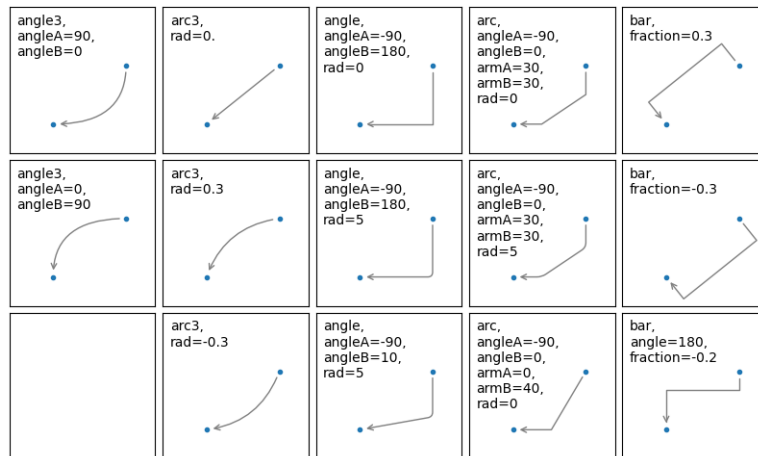 angle3,
angleA=90,
angleB=0
arc3,
rad=0.
angle,
angleA=-90,
angleB=180,
rad=0
arc,
angleA=-90,
angleB=0,
armA=30,
armB=30,
rad=0
bar,
fraction=0.3
angle3,
angleA=0,
angleB=90
arc3,
rad=0.3
angle,
angleA=-90,
angleB=180,
rad=5
arc,
angleA=-90,
angleB=0,
armA=30,
armB=30,
rad=5
bar,
fraction=-0.3
arc3,
rad=-0.3
angle,
angleA=-90,
angleB=10,
rad=5
arc,
angleA=-90,
angleB=0,
armA=0,
armB=40,
rad=0
bar,
angle=180,
fraction=-0.2